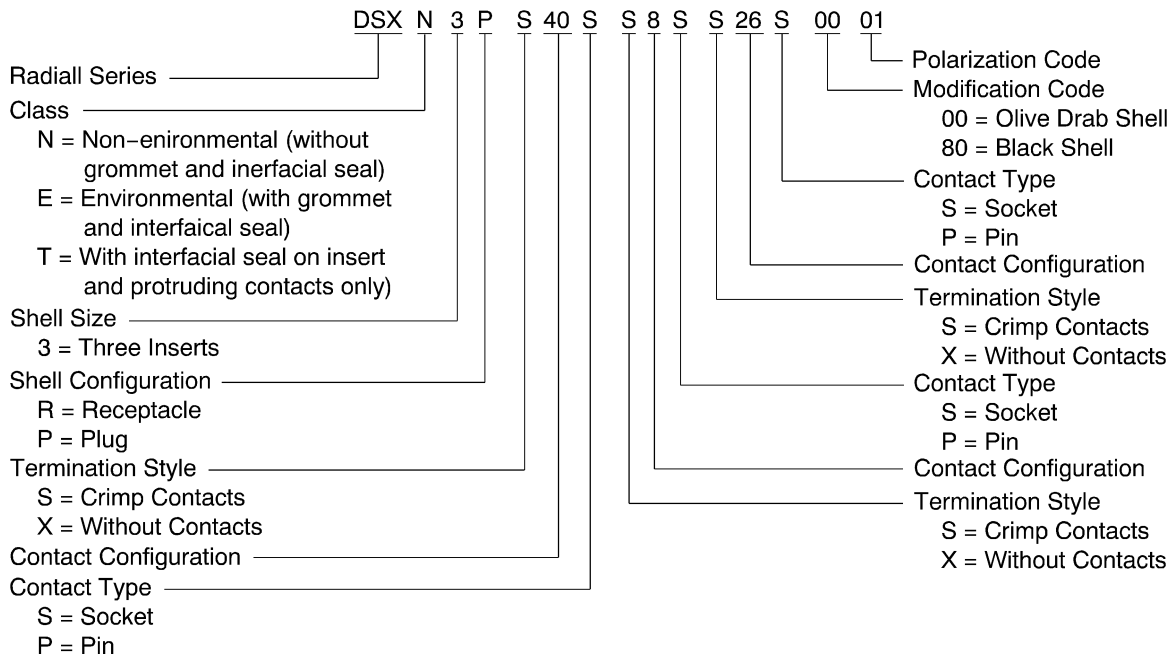 DSX N 3 P S 40 S S 8 S S 26 S 00 01
Radiall Series
Class
N = Non-enironmental (without
grommet and inerfacial seal)
E = Environmental (with grommet
and interfaical seal)
T = With interfacial seal on insert
and protruding contacts only)
Shell Size
3 = Three Inserts
Shell Configuration
R = Receptacle
P = Plug
Termination Style
S = Crimp Contacts
X = Without Contacts
Contact Configuration
Contact Type
S = Socket
P = Pin
Polarization Code
Modification Code
00 = Olive Drab Shell
80 = Black Shell
Contact Type
S = Socket
P = Pin
Contact Configuration
Termination Style
S = Crimp Contacts
X = Without Contacts
Contact Type
S = Socket
P = Pin
Contact Configuration
Termination Style
S = Crimp Contacts
X = Without Contacts